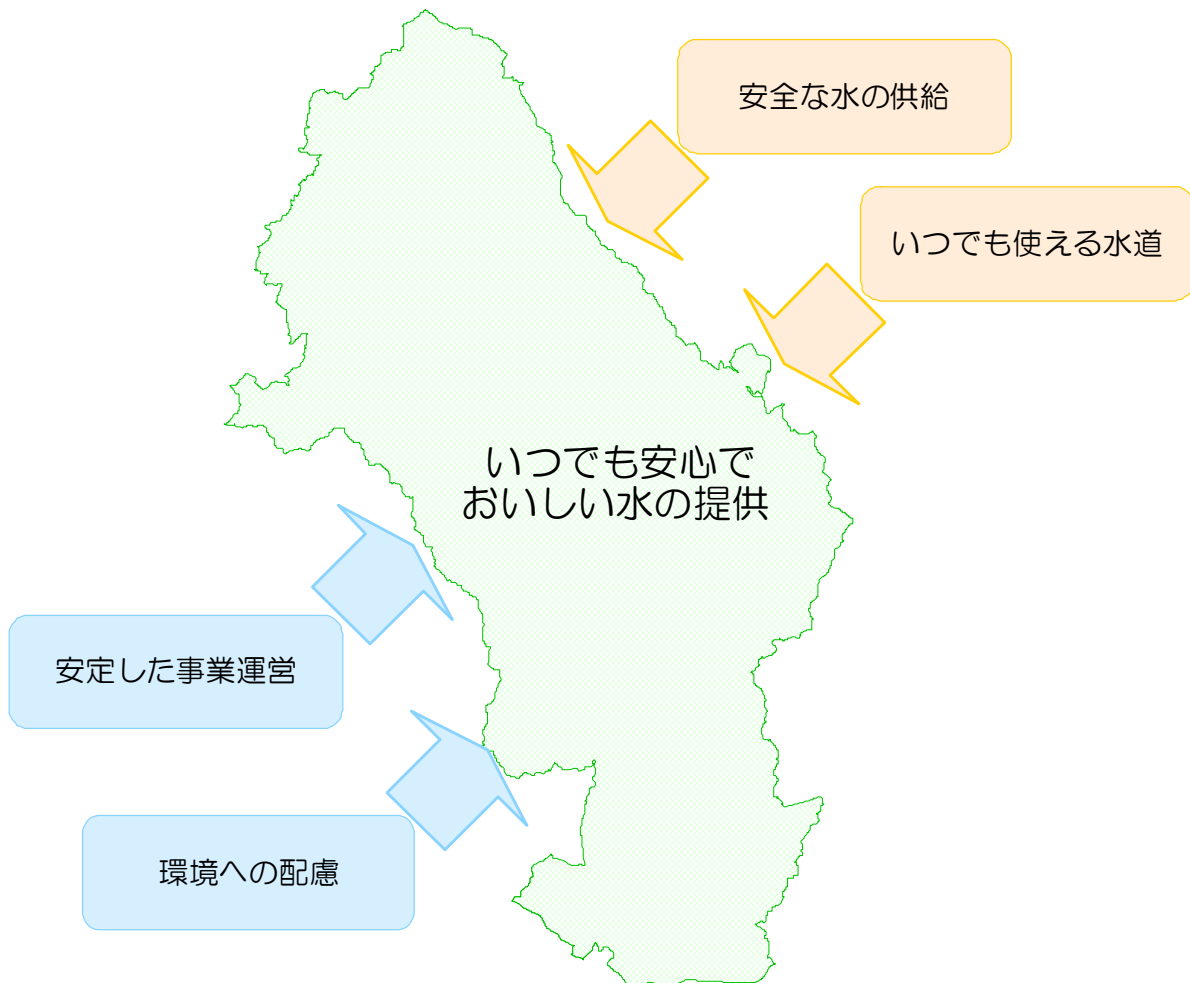 安全な水の供給
いつでも使える水道
いつでも安心で
おいしい水の提供
安定した事業運営
環境への配慮